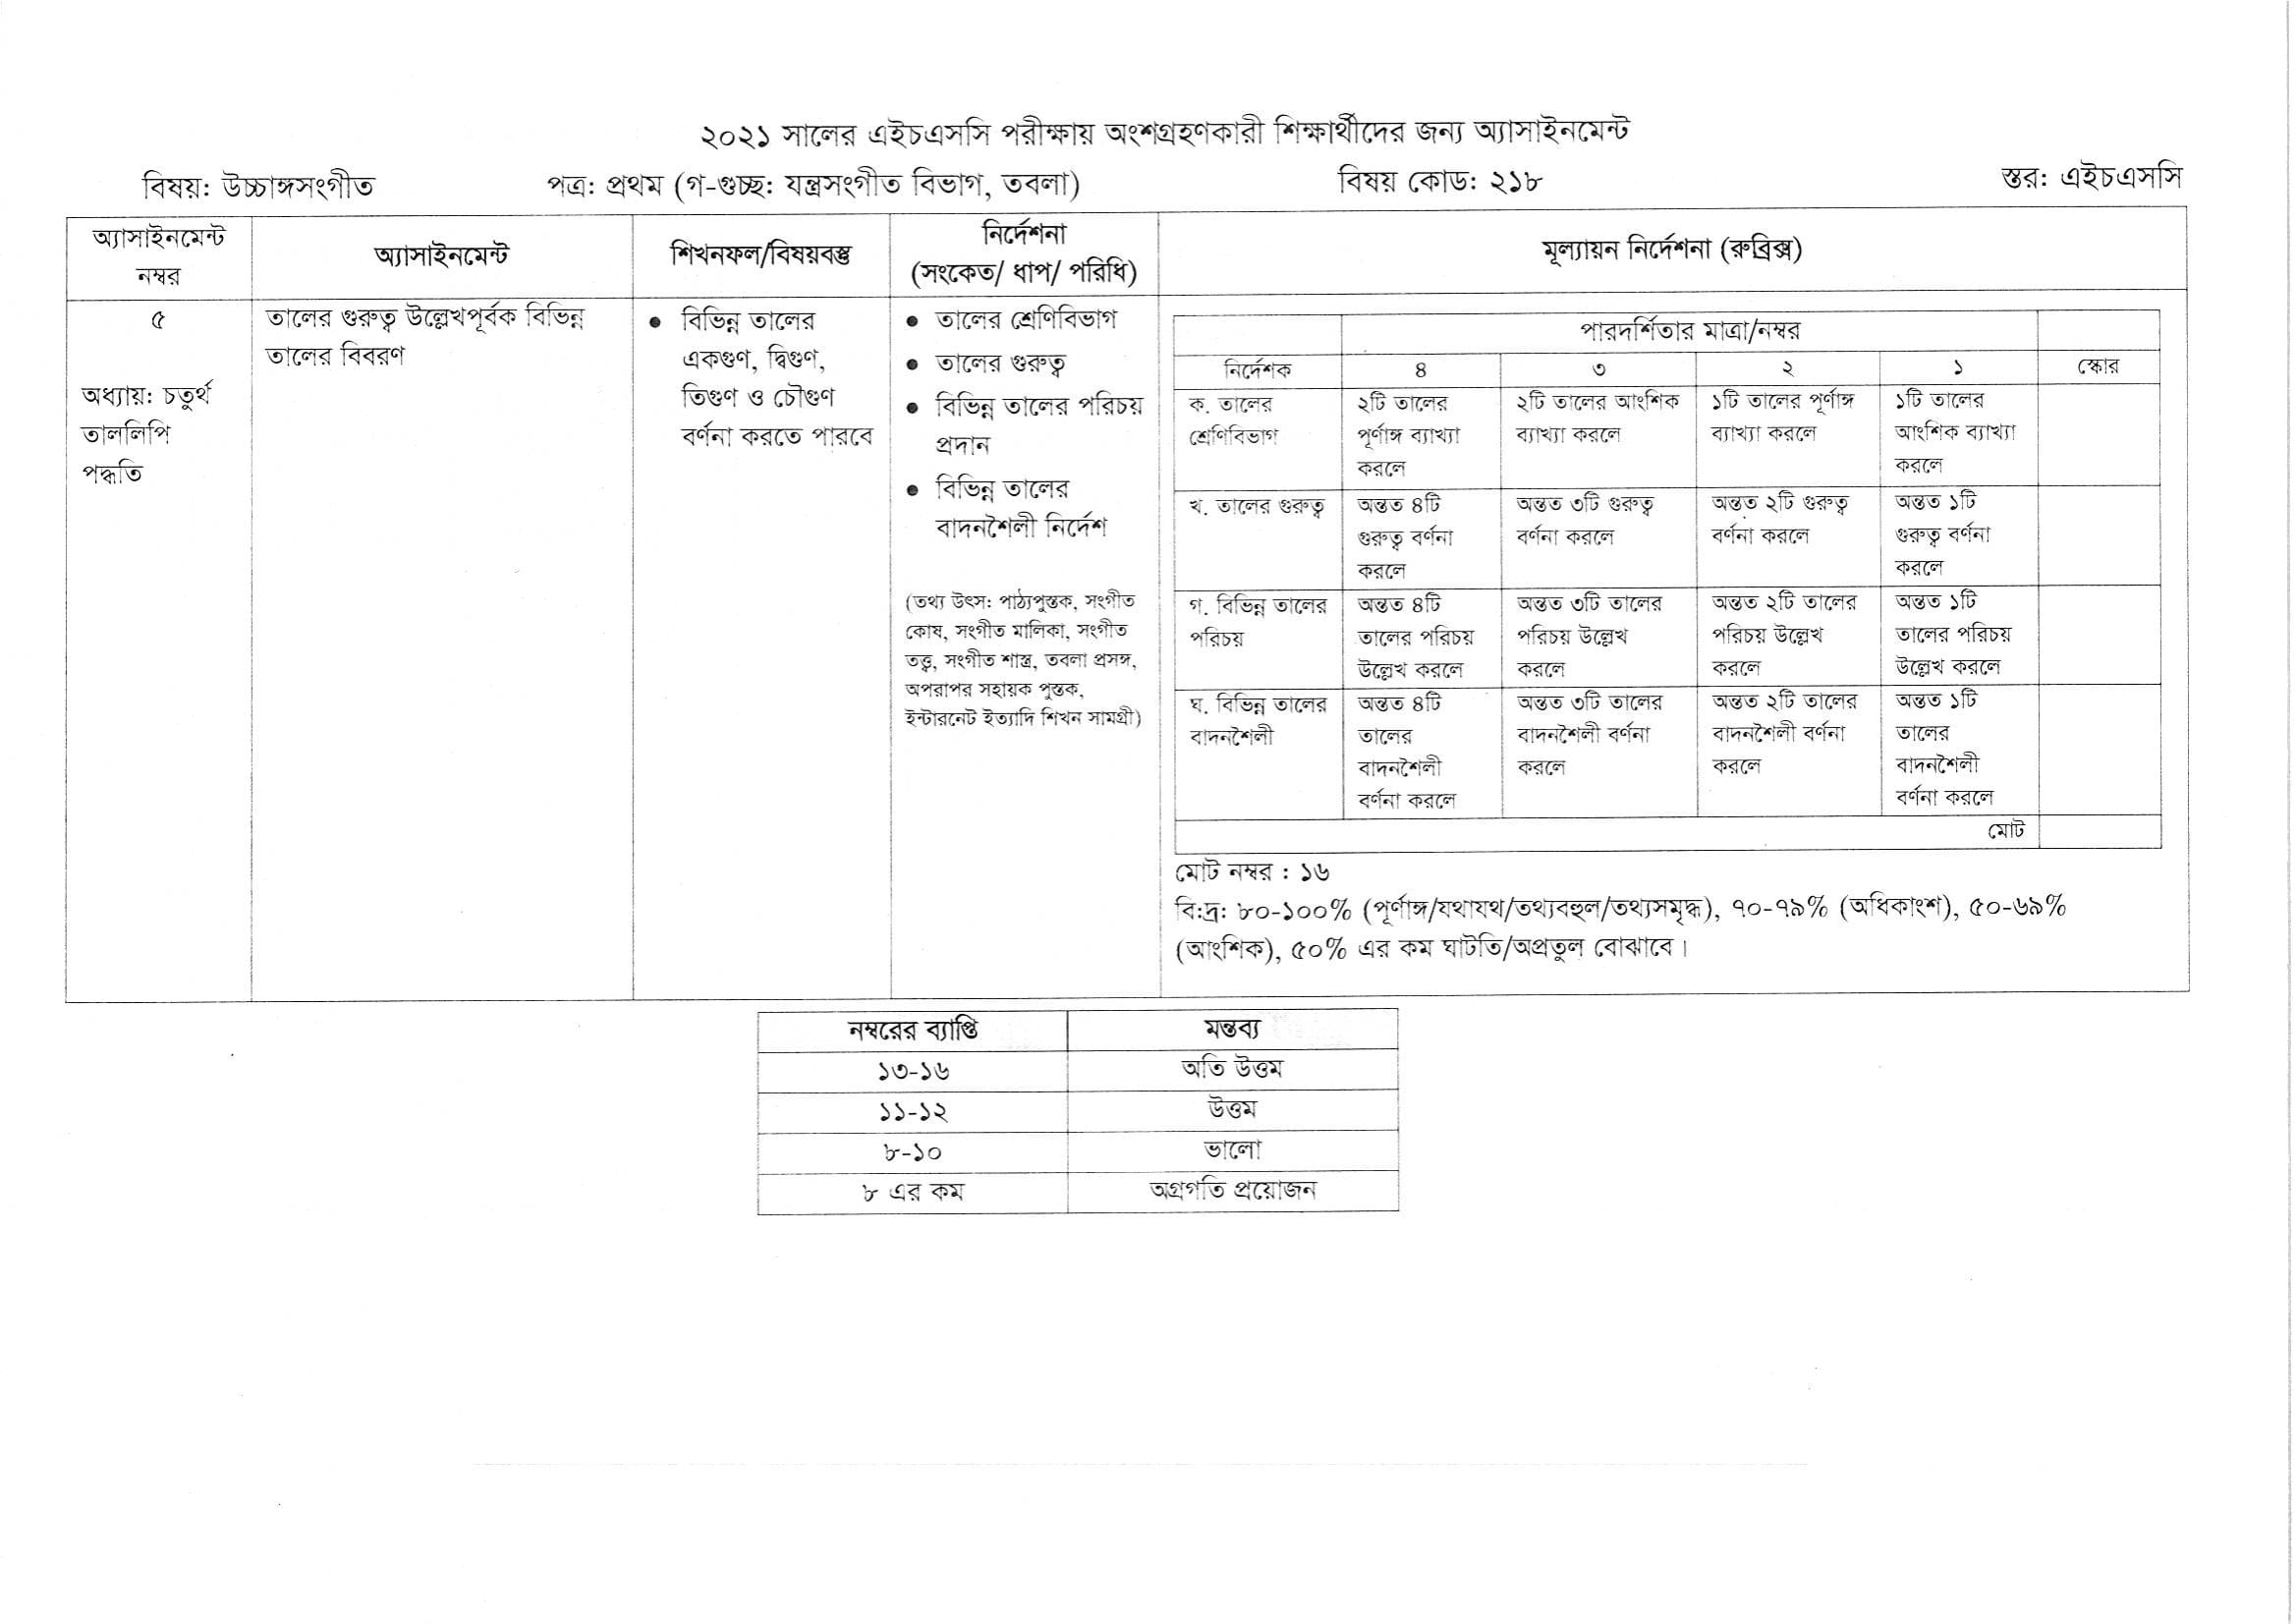 ২০২১ সালের এইচএসসি পরীক্ষায় অংশগ্রহণকারী শিক্ষার্থীদের জন্য অ্যাসাইনমেন্ট
বিষয়: উচ্চাঙ্গসংগীত পত্র: প্রথম (গ-গুচ্ছ: যন্ত্রসংগীত বিভাগ, তবলা) বিষয় কোড: ২১৮ স্তর: এইচএসসি
অ্যাসাইনমেন্ট
নম্বর
অ্যাসাইনমেন্ট
শিখনফল/বিষয়বস্তু
নির্দেশনা
(সংকেত/ ধাপ/ পরিধি)
মূল্যায়ন নির্দেশনা (রুব্রিক্স)
৫
অধ্যায়: চতুর্থ
তাললিপি
পদ্ধতি
তালের গুরুত্ব উল্লেখপূর্বক বিভিন্ন
তালের বিবরণ
• বিভিন্ন তালের
একগুণ, দ্বিগুণ,
তিগুণ ও চৌগুণ
বর্ণনা করতে পারবে
• তালের শ্রেণিবিভাগ
• তালের গুরুত্ব
• বিভিন্ন তালের পরিচয়
প্রদান
• বিভিন্ন তালের
বাদনশৈলী নির্দেশ
(তথ্য উৎস: পাঠ্যপুস্তক, সংগীত
কোষ, সংগীত মালিকা, সংগীত
তত্ত্ব, সংগীত শাস্ত্র, তবলা প্রসঙ্গ,
অপরাপর সহায়ক পুস্তক,
ইন্টারনেট ইত্যাদি শিখন সামগ্রী)
পারদর্শিতার মাত্রা/নম্বর
নির্দেশক ৪ ৩ ২ ১ স্কোর
ক. তালের
শ্রেণিবিভাগ
২টি তালের
পূর্ণাঙ্গ ব্যাখ্যা
করলে
২টি তালের আংশিক
ব্যাখ্যা করলে
১টি তালের পূর্ণাঙ্গ
ব্যাখ্যা করলে
১টি তালের
আংশিক ব্যাখ্যা
করলে
খ. তালের গুরুত্ব
অন্তত ৪টি
গুরুত্ব বর্ণনা
করলে
অন্তত ৩টি গুরুত্ব
বর্ণনা করলে
অন্তত ২টি গুরুত্ব
বর্ণনা করলে
অন্তত ১টি
গুরুত্ব বর্ণনা
করলে
গ. বিভিন্ন তালের
পরিচয়
অন্তত ৪টি
তালের পরিচয়
উল্লেখ করলে
অন্তত ৩টি তালের
পরিচয় উল্লেখ
করলে
অন্তত ২টি তালের
পরিচয় উল্লেখ
করলে
অন্তত ১টি
তালের পরিচয়
উল্লেখ করলে
ঘ. বিভিন্ন তালের
বাদনশৈলী
অন্তত ৪টি
তালের
বাদনশৈলী
বর্ণনা করলে
অন্তত ৩টি তালের
বাদনশৈলী বর্ণনা
করলে
অন্তত ২টি তালের
বাদনশৈলী বর্ণনা
করলে
অন্তত ১টি
তালের
বাদনশৈলী
বর্ণনা করলে
মোট
মোট নম্বর : ১৬
বি:দ্র: ৮০-১০০% (পূর্ণাঙ্গ/যথাযথ/তথ্যবহুল/তথ্যসমৃদ্ধ), ৭০-৭৯% (অধিকাংশ), ৫০-৬৯%
(আংশিক), ৫০% এর কম ঘাটতি/অপ্রতুল বোঝাবে।
নম্বরের ব্যাপ্তি মন্তব্য
১৩-১৬ অতি উত্তম
১১-১২ উত্তম
৮-১০ ভালো
৮ এর কম অগ্রগতি প্রয়োজন